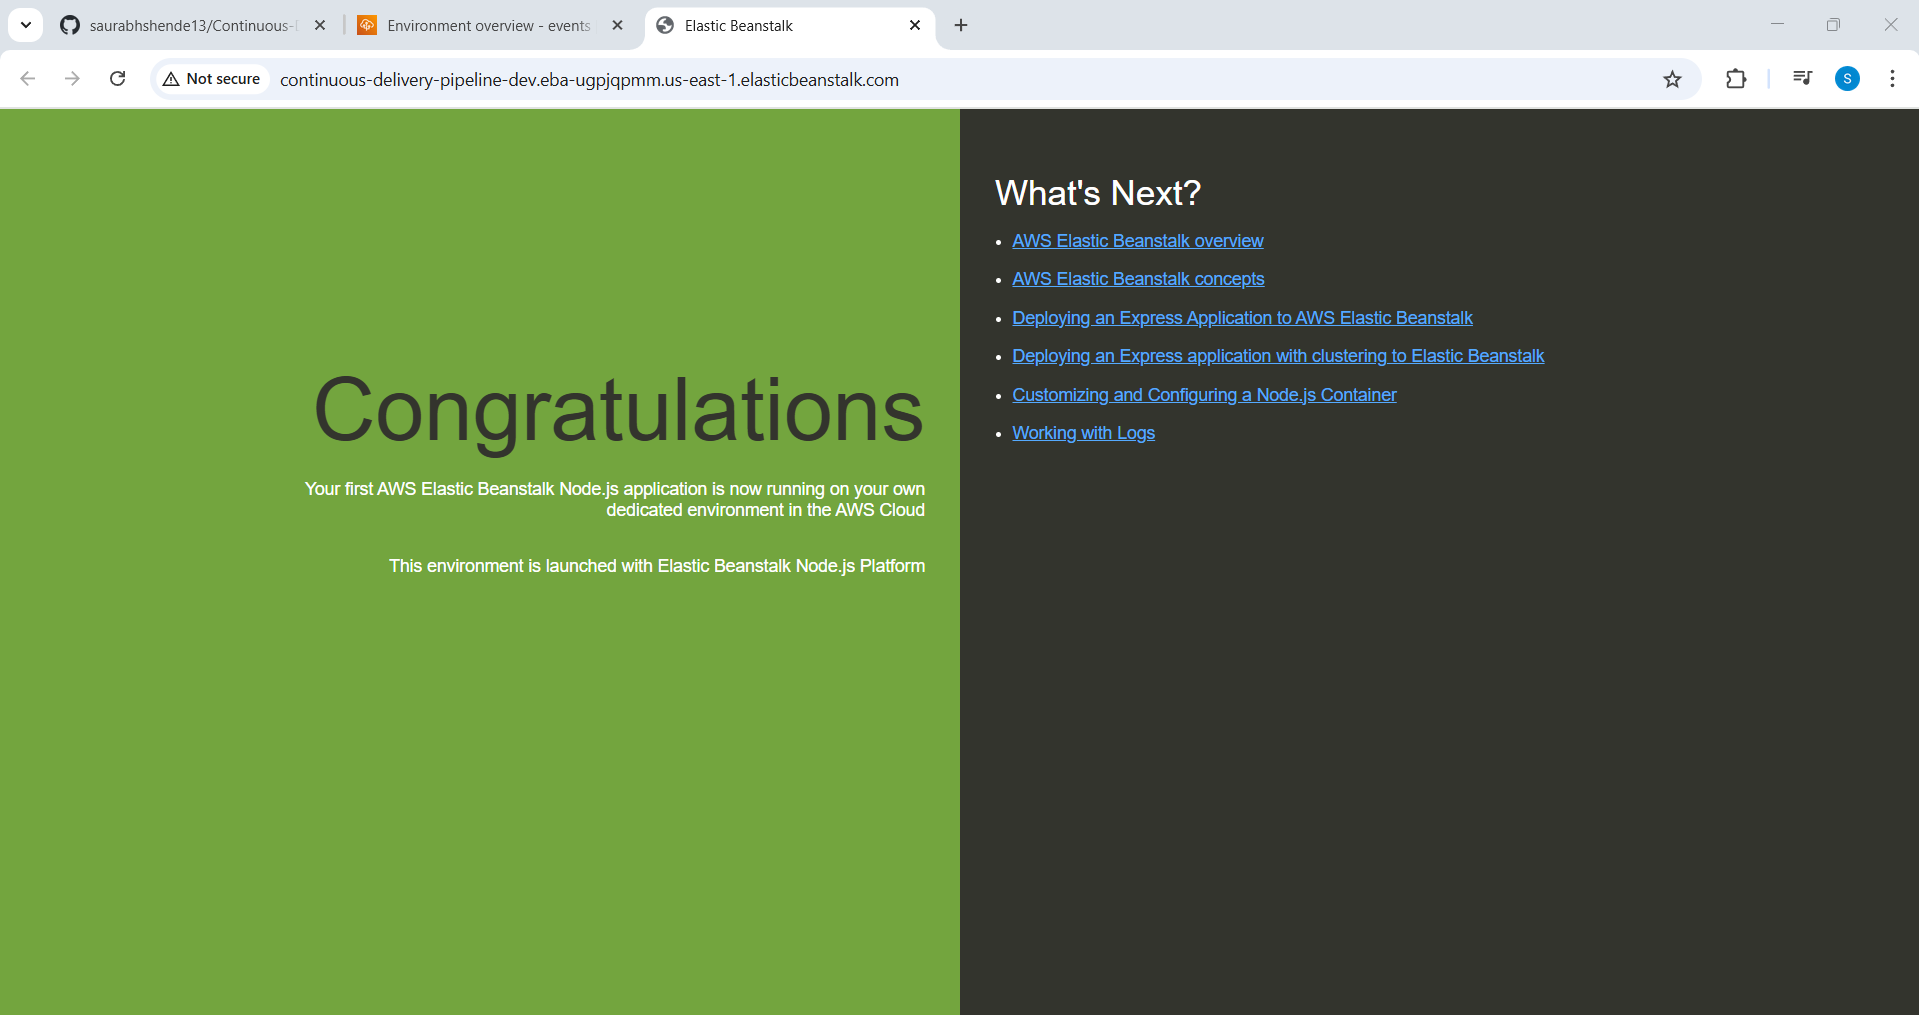 saurabhshende13/Continuous-
Environment overview - events
Elastic Beanstalk
Not secure
continuous-delivery-pipeline-dev.eba-ugpjqpmm.us-east-1.elasticbeanstalk.com
S
Congratulations
Your first AWS Elastic Beanstalk Node.js application is now running on your own
dedicated environment in the AWS Cloud
This environment is launched with Elastic Beanstalk Node.js Platform
What's Next?
AWS Elastic Beanstalk overview
AWS Elastic Beanstalk concepts
Deploying an Express Application to AWS Elastic Beanstalk
Deploying an Express application with clustering to Elastic Beanstalk
Customizing and Configuring a Node.js Container
Working with Logs